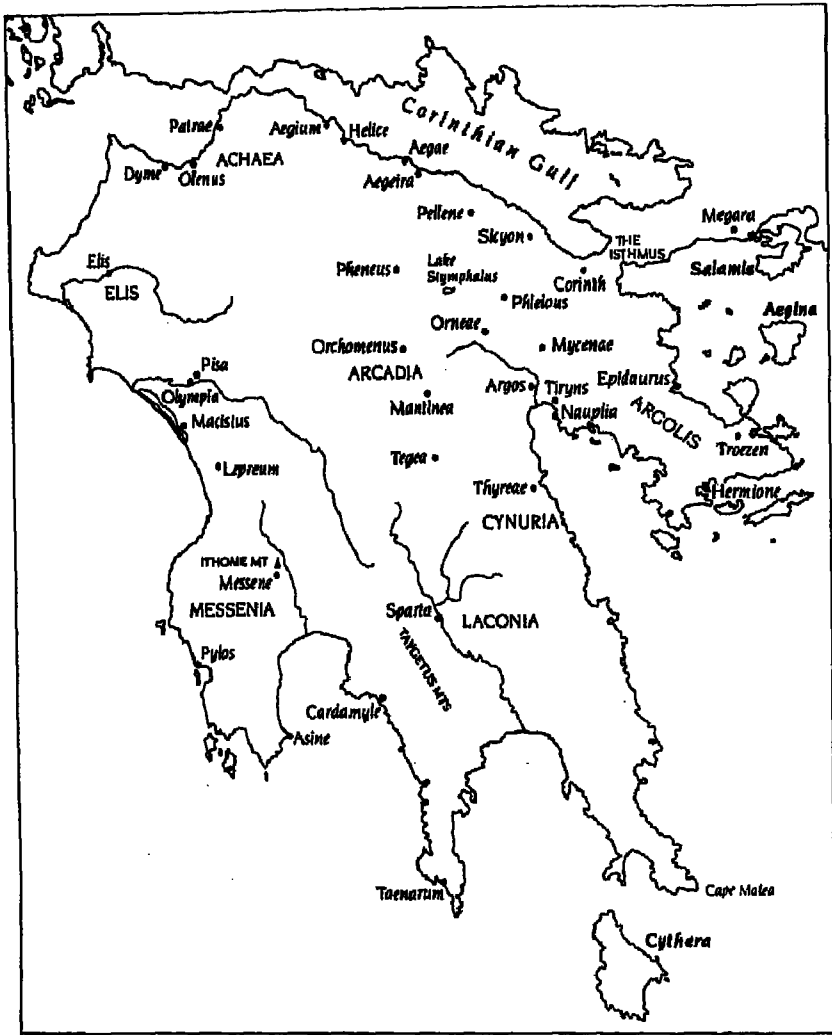 Corinthian Gulf
Patrae
Aegium
Helice
ACHAEA
Aegae
Dyme
Olenus
Aegeira
Pellene
Megara
Sicyon
THE
ISTHMUS
Elis
Pheneus
Lake
Stymphalus
Corinth
Salamis
ELIS
Phleious
Aegina
Orneae
Orchomenus
Mycenae
Pisa
ARCADIA
Olympia
Argos
Tiryns
Epidaurus
Mantinea
Nauplia
ARGOLIS
Macistus
Troezen
Tegea
Lepreum
Thyreae
Hermione
CYNURIA
ITHOME MT
Messene
MESSENIA
Sparta
LACONIA
TAYGETUS MTS
Pylos
Cardamyle
Asine
Taenarum
Cape Malea
Cythera